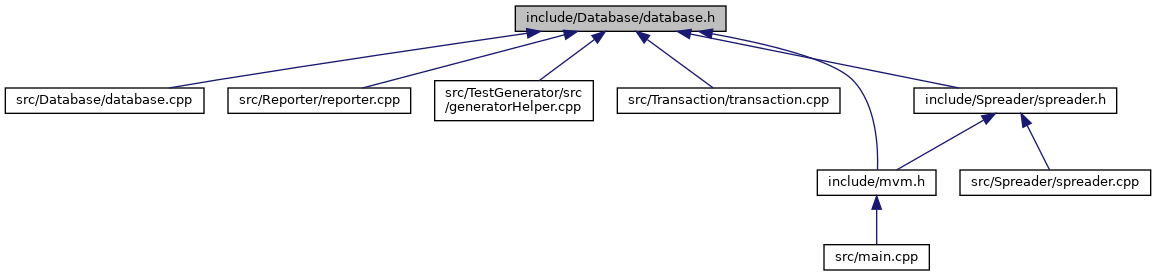 include/Database/database.h
src/Database/database.cpp
src/Reporter/reporter.cpp
src/TestGenerator/src
/generatorHelper.cpp
src/Transaction/transaction.cpp
include/Spreader/spreader.h
include/mvm.h
src/Spreader/spreader.cpp
src/main.cpp